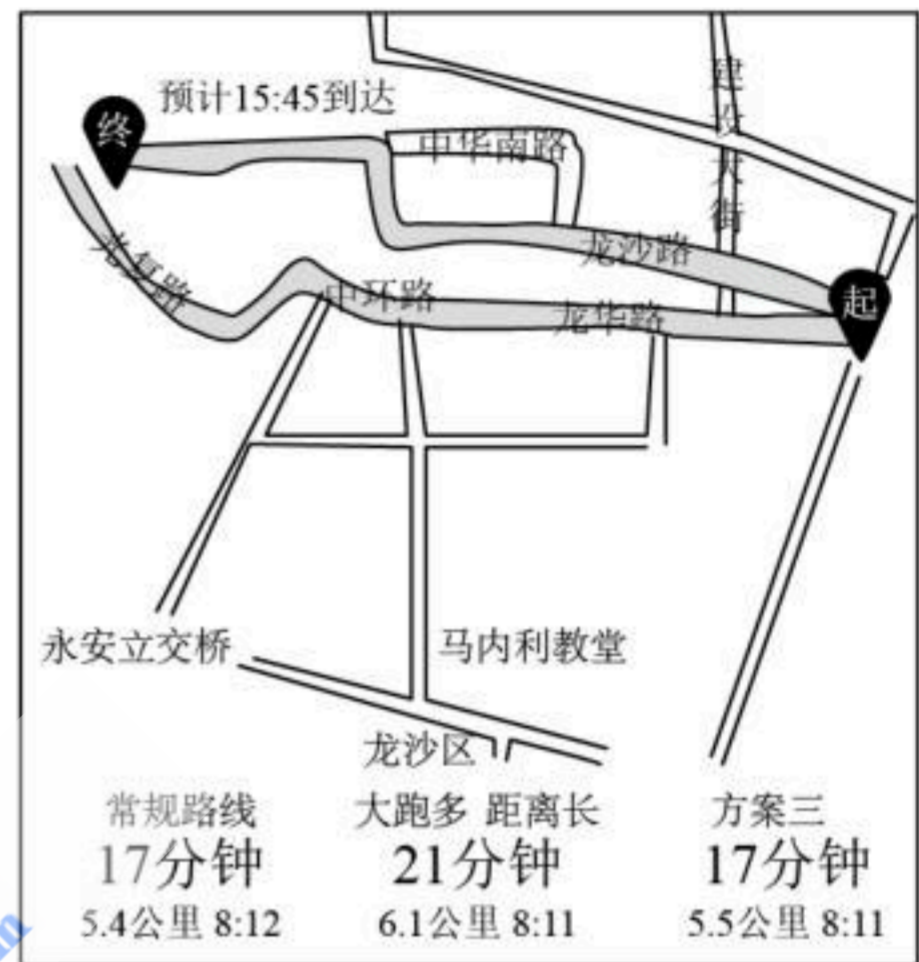 建
设
大
街
预计15:45到达
终
中华南路
龙沙路
光复路
中环路
龙华路
起
永安立交桥
马内利教堂
龙沙区
常规路线
大跑多 距离长
方案三
17分钟
21分钟
17分钟
5.4公里 8:12
6.1公里 8:11
5.5公里 8:11